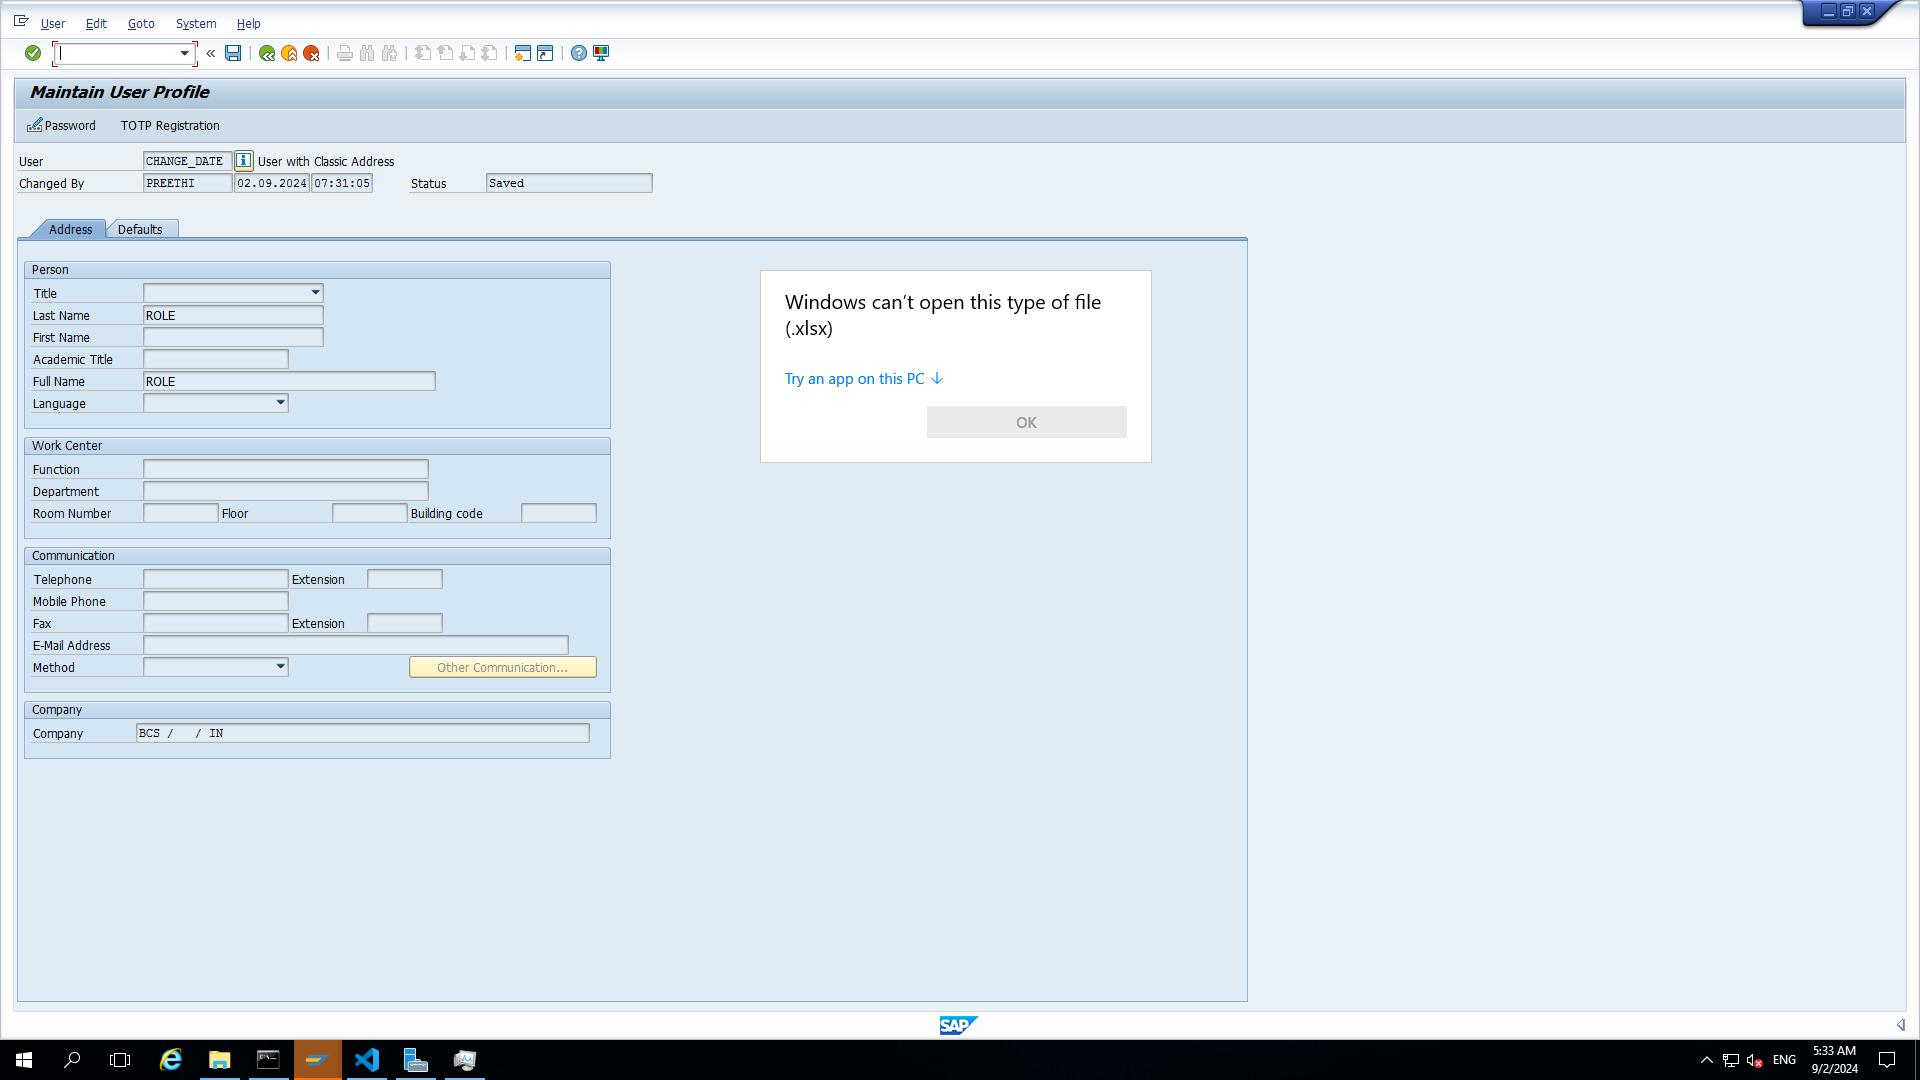 User Edit Goto System Help
«
Maintain User Profile
Password TOTP Registration
User CHANGE_DATE User with Classic Address
Changed By PREETHI 02.09.2024 07:31:05 Status Saved
Address Defaults
Person
Title
Last Name ROLE
First Name
Academic Title
Full Name ROLE
Language
Work Center
Function
Department
Room Number Floor Building code
Communication
Telephone Extension
Mobile Phone
Fax Extension
E-Mail Address
Method Other Communication...
Company
Company BCS / / IN
Windows can't open this type of file
(.xlsx)
Try an app on this PC ↓
OK
SAP
ENG
5:33 AM
9/2/2024